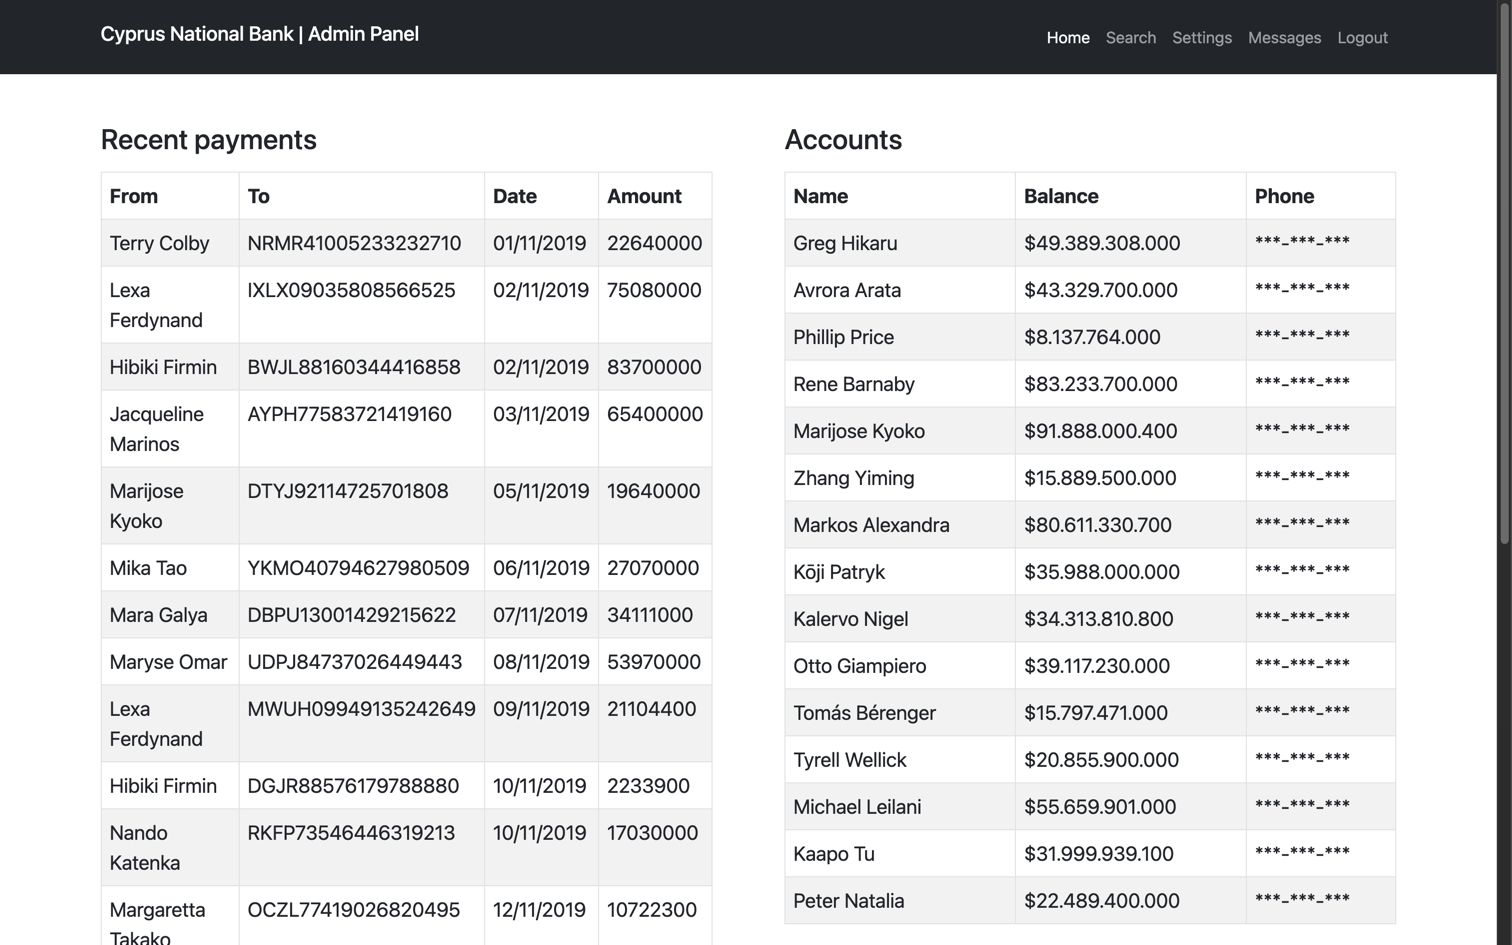 Cyprus National Bank | Admin Panel
Home Search Settings Messages Logout
Recent payments
From To Date Amount
Terry Colby NRMR41005233232710 01/11/2019 22640000
Lexa IXLX09035808566525 02/11/2019 75080000
Ferdynand
Hibiki Firmin BWJL88160344416858 02/11/2019 83700000
Jacqueline AYPH77583721419160 03/11/2019 65400000
Marinos
Marijose DTYJ92114725701808 05/11/2019 19640000
Kyoko
Mika Tao YKMO40794627980509 06/11/2019 27070000
Mara Galya DBPU13001429215622 07/11/2019 34111000
Maryse Omar UDPJ84737026449443 08/11/2019 53970000
Lexa MWUH09949135242649 09/11/2019 21104400
Ferdynand
Hibiki Firmin DGJR88576179788880 10/11/2019 2233900
Nando RKFP73546446319213 10/11/2019 17030000
Katenka
Margaretta OCZL77419026820495 12/11/2019 10722300
Takako
Accounts
Name Balance Phone
Greg Hikaru $49.389.308.000 ***-***-***
Avrora Arata $43.329.700.000 ***-***-***
Phillip Price $8.137.764.000 ***-***-***
Rene Barnaby $83.233.700.000 ***-***-***
Marijose Kyoko $91.888.000.400 ***-***-***
Zhang Yiming $15.889.500.000 ***-***-***
Markos Alexandra $80.611.330.700 ***-***-***
Kōji Patryk $35.988.000.000 ***-***-***
Kalervo Nigel $34.313.810.800 ***-***-***
Otto Giampiero $39.117.230.000 ***-***-***
Tomás Bérenger $15.797.471.000 ***-***-***
Tyrell Wellick $20.855.900.000 ***-***-***
Michael Leilani $55.659.901.000 ***-***-***
Kaapo Tu $31.999.939.100 ***-***-***
Peter Natalia $22.489.400.000 ***-***-***